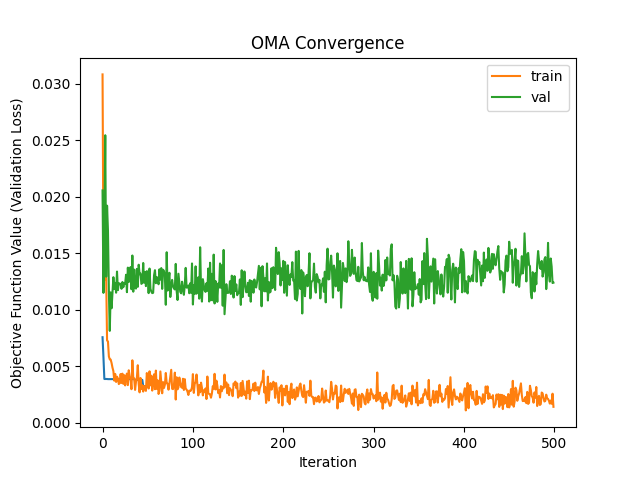 OMA Convergence
train
val
Objective Function Value (Validation Loss)
0.030
0.025
0.020
0.015
0.010
0.005
0.000
0
100
200
300
400
500
Iteration